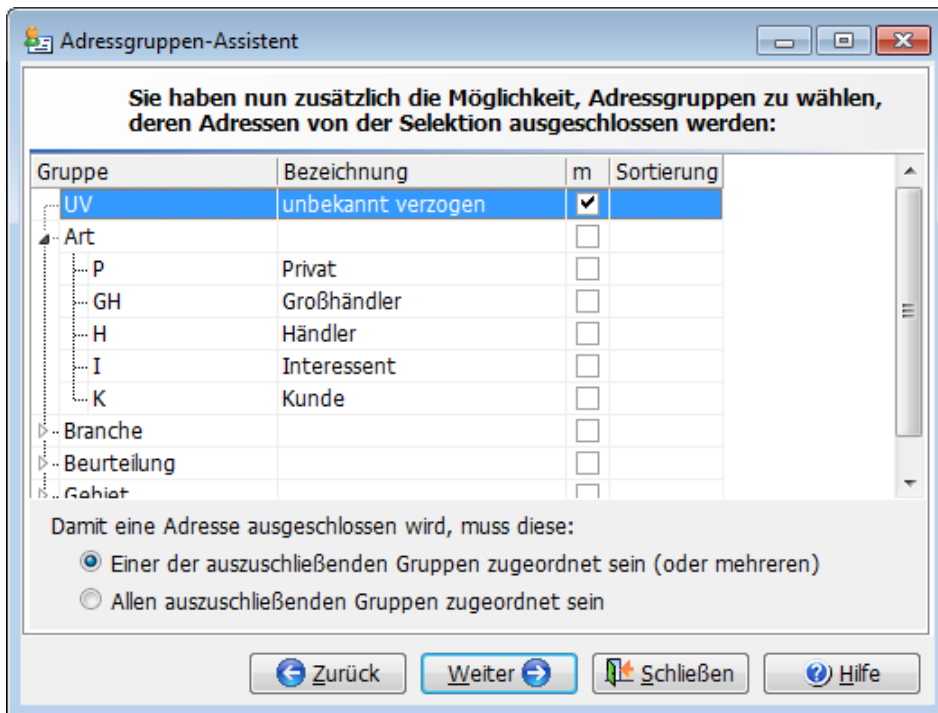 Adressgruppen-Assistent
Sie haben nun zusätzlich die Möglichkeit, Adressgruppen zu wählen,
deren Adressen von der Selektion ausgeschlossen werden:
Gruppe Bezeichnung m Sortierung
UV unbekannt verzogen
Art
P Privat
GH Großhändler
H Händler
I Interessent
K Kunde
Branche
Beurteilung
Gebiet
Damit eine Adresse ausgeschlossen wird, muss diese:
Einer der auszuschließenden Gruppen zugeordnet sein (oder mehreren)
Allen auszuschließenden Gruppen zugeordnet sein
Zurück Weiter Schließen Hilfe